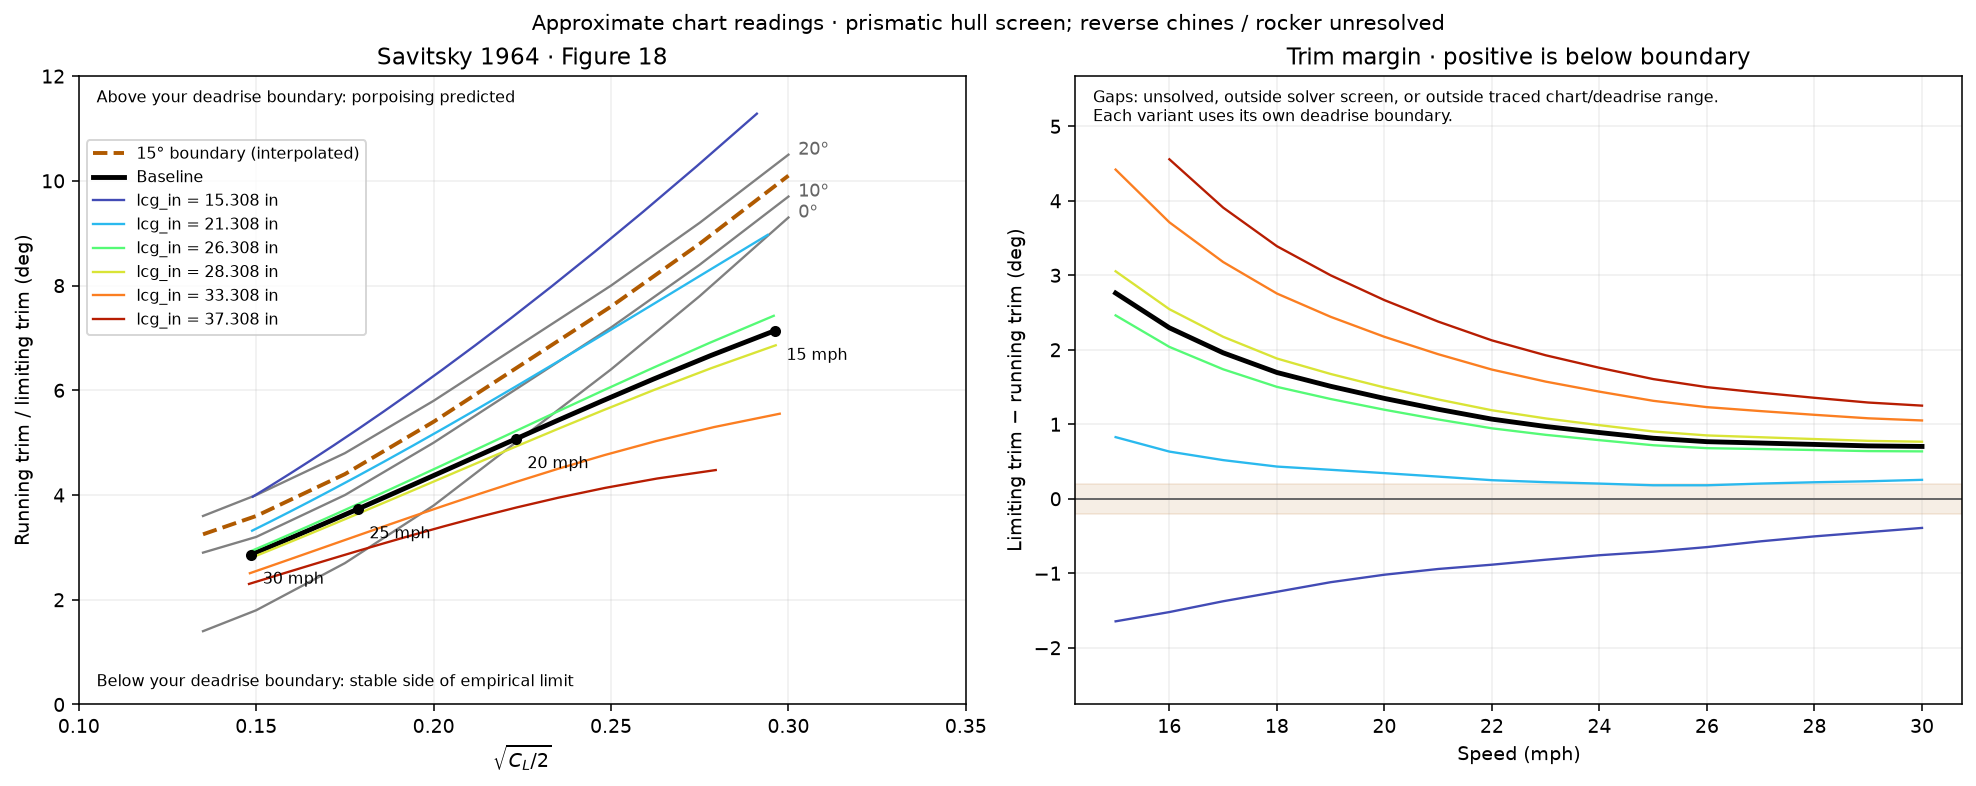 Approximate chart readings · prismatic hull screen; reverse chines / rocker unresolved
Savitsky 1964 · Figure 18
Above your deadrise boundary: porpoising predicted
15° boundary (interpolated)
Baseline
lcg_in = 15.308 in
lcg_in = 21.308 in
lcg_in = 26.308 in
lcg_in = 28.308 in
lcg_in = 33.308 in
lcg_in = 37.308 in
20°
10°
0°
15 mph
20 mph
25 mph
30 mph
Below your deadrise boundary: stable side of empirical limit
Running trim / limiting trim (deg)
12
10
8
6
4
2
0
0.10 0.15 0.20 0.25 0.30 0.35
√C_L/2
Trim margin · positive is below boundary
Gaps: unsolved, outside solver screen, or outside traced chart/deadrise range.
Each variant uses its own deadrise boundary.
Limiting trim − running trim (deg)
5
4
3
2
1
0
−1
−2
16 18 20 22 24 26 28 30
Speed (mph)